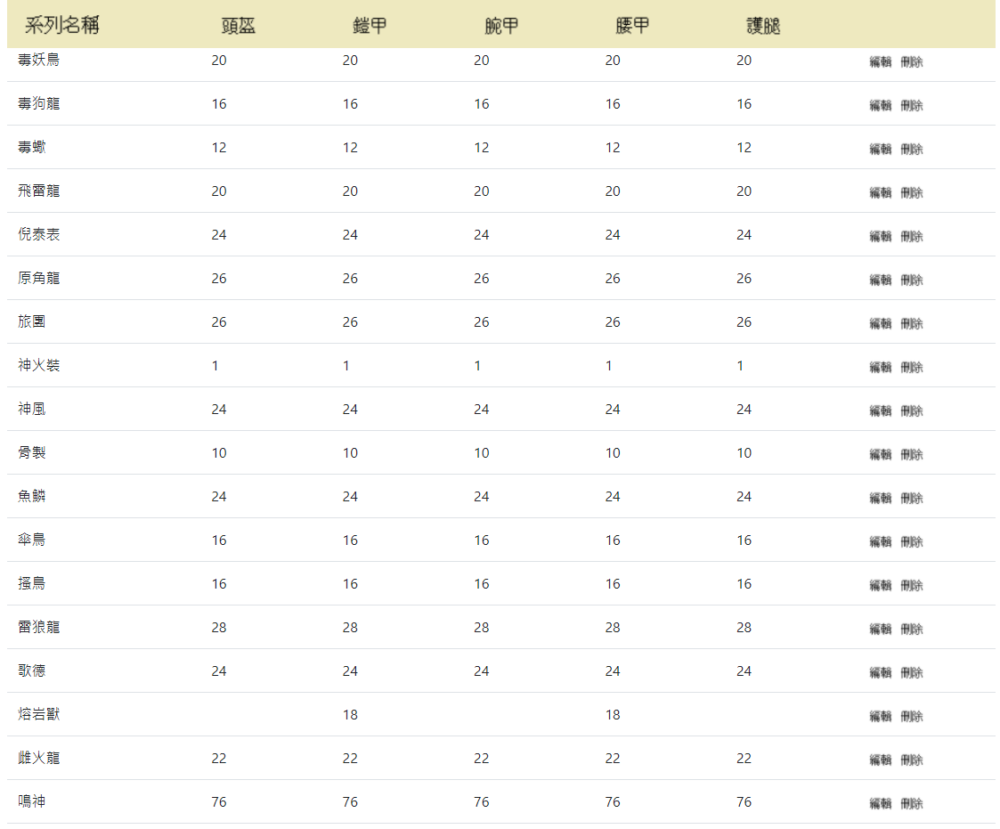 系列名稱 頭盔 鎧甲 腕甲 腰甲 護腿
毒妖鳥 20 20 20 20 20 編輯 刪除
毒狗龍 16 16 16 16 16 編輯 刪除
毒蠍 12 12 12 12 12 編輯 刪除
飛雷龍 20 20 20 20 20 編輯 刪除
倪泰表 24 24 24 24 24 編輯 刪除
原角龍 26 26 26 26 26 編輯 刪除
旅團 26 26 26 26 26 編輯 刪除
神火裝 1 1 1 1 1 編輯 刪除
神風 24 24 24 24 24 編輯 刪除
骨製 10 10 10 10 10 編輯 刪除
魚鱗 24 24 24 24 24 編輯 刪除
傘鳥 16 16 16 16 16 編輯 刪除
搔鳥 16 16 16 16 16 編輯 刪除
雷狼龍 28 28 28 28 28 編輯 刪除
歌德 24 24 24 24 24 編輯 刪除
熔岩獸 18 18 編輯 刪除
雌火龍 22 22 22 22 22 編輯 刪除
鳴神 76 76 76 76 76 編輯 刪除